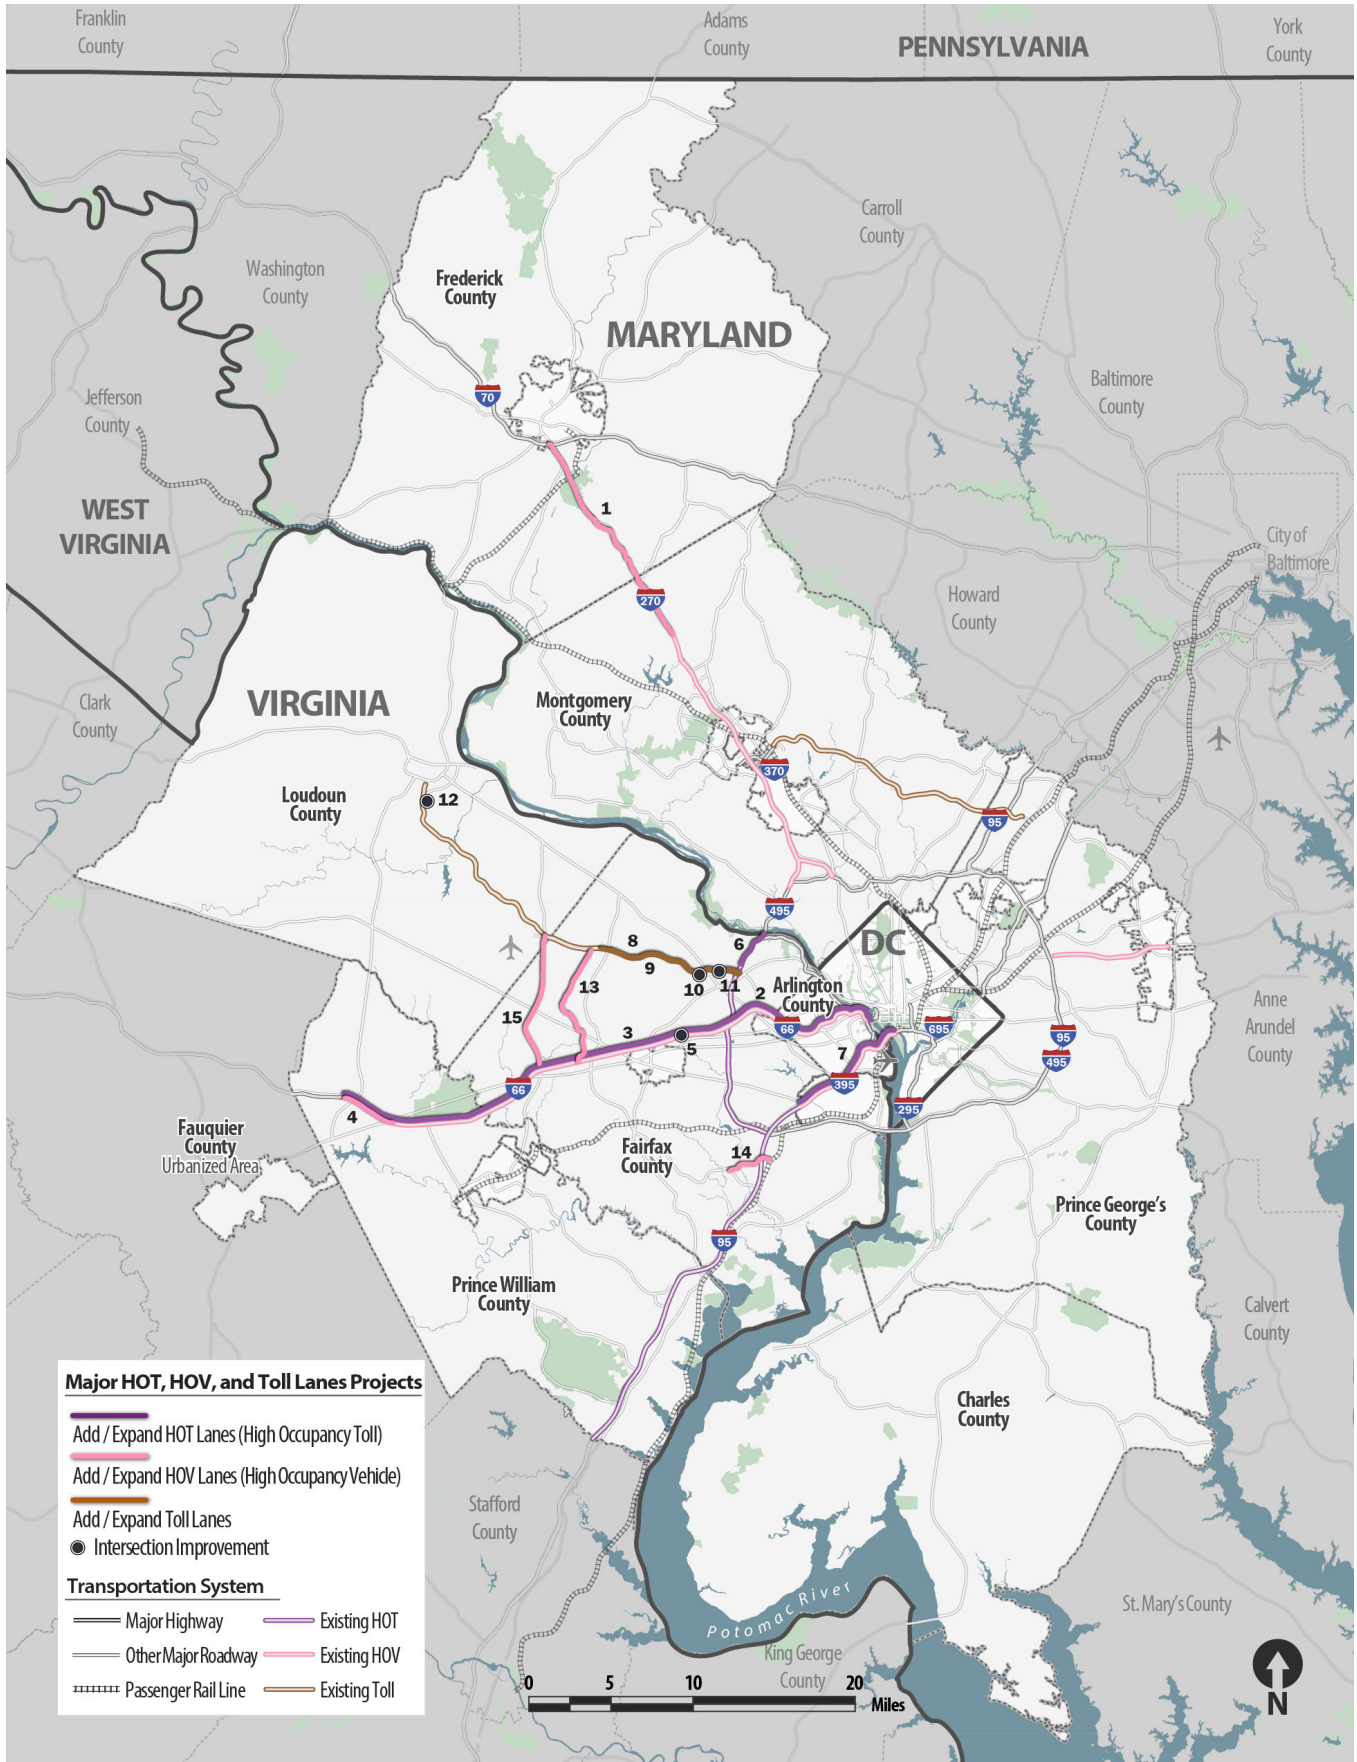 Franklin
County
Adams
County
PENNSYLVANIA
York
County
Carroll
County
Washington
County
Frederick
County
MARYLAND
Jefferson
County
70
Baltimore
County
WEST
VIRGINIA
1
City of
Baltimore
270
Howard
County
Clark
County
VIRGINIA
Montgomery
County
370
Loudoun
County
12
95
495
DC
6
8
9
10
11
13
2
Arlington
County
Anne
Arundel
County
15
3
66
695
95
5
7
495
66
395
4
295
Fauquier
County
Urbanized Area
Fairfax
County
14
Prince George's
County
95
Prince William
County
Calvert
County
Charles
County
Stafford
County
St. Mary's County
Potomac River
King George
County
Major HOT, HOV, and Toll Lanes Projects
Add / Expand HOT Lanes (High Occupancy Toll)
Add / Expand HOV Lanes (High Occupancy Vehicle)
Add / Expand Toll Lanes
Intersection Improvement
Transportation System
Major Highway
Existing HOT
Other Major Roadway
Existing HOV
Passenger Rail Line
Existing Toll
0 5 10 20
Miles
N